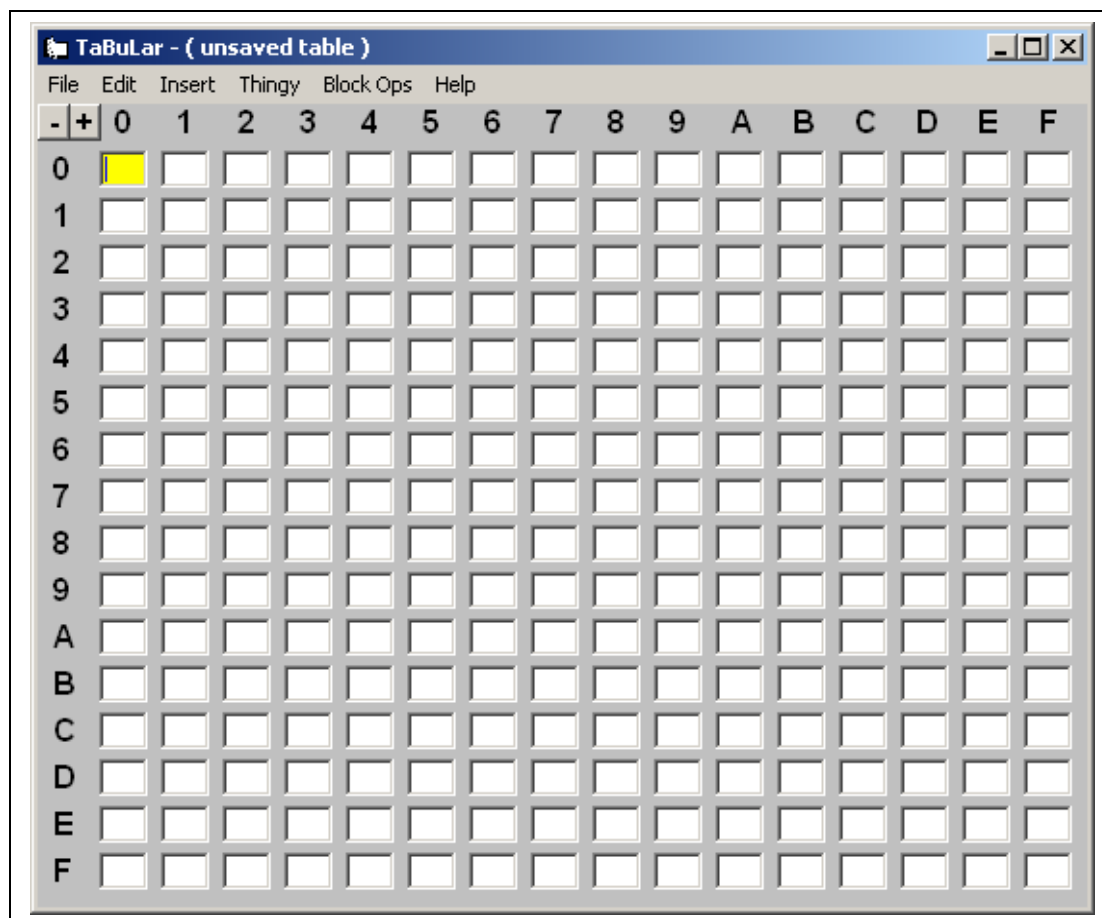 TaBuLar - ( unsaved table )
File Edit Insert Thingy Block Ops Help
- + 0 1 2 3 4 5 6 7 8 9 A B C D E F
0
1
2
3
4
5
6
7
8
9
A
B
C
D
E
F